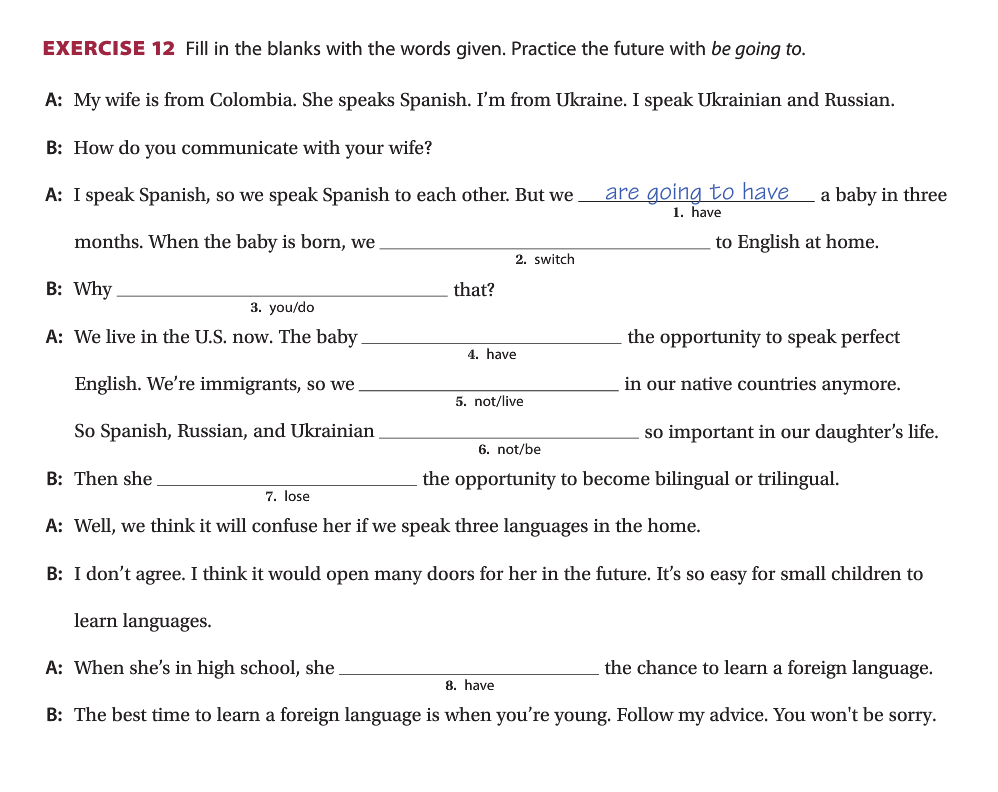 EXERCISE 12 Fill in the blanks with the words given. Practice the future with be going to.
A: My wife is from Colombia. She speaks Spanish. I’m from Ukraine. I speak Ukrainian and Russian.
B: How do you communicate with your wife?
A: I speak Spanish, so we speak Spanish to each other. But we are going to have a baby in three
1. have
months. When the baby is born, we ____ to English at home.
2. switch
B: Why ____ that?
3. you/do
A: We live in the U.S. now. The baby ____ the opportunity to speak perfect
4. have
English. We’re immigrants, so we ____ in our native countries anymore.
5. not/live
So Spanish, Russian, and Ukrainian ____ so important in our daughter’s life.
6. not/be
B: Then she ____ the opportunity to become bilingual or trilingual.
7. lose
A: Well, we think it will confuse her if we speak three languages in the home.
B: I don’t agree. I think it would open many doors for her in the future. It’s so easy for small children to
learn languages.
A: When she’s in high school, she ____ the chance to learn a foreign language.
8. have
B: The best time to learn a foreign language is when you’re young. Follow my advice. You won't be sorry.